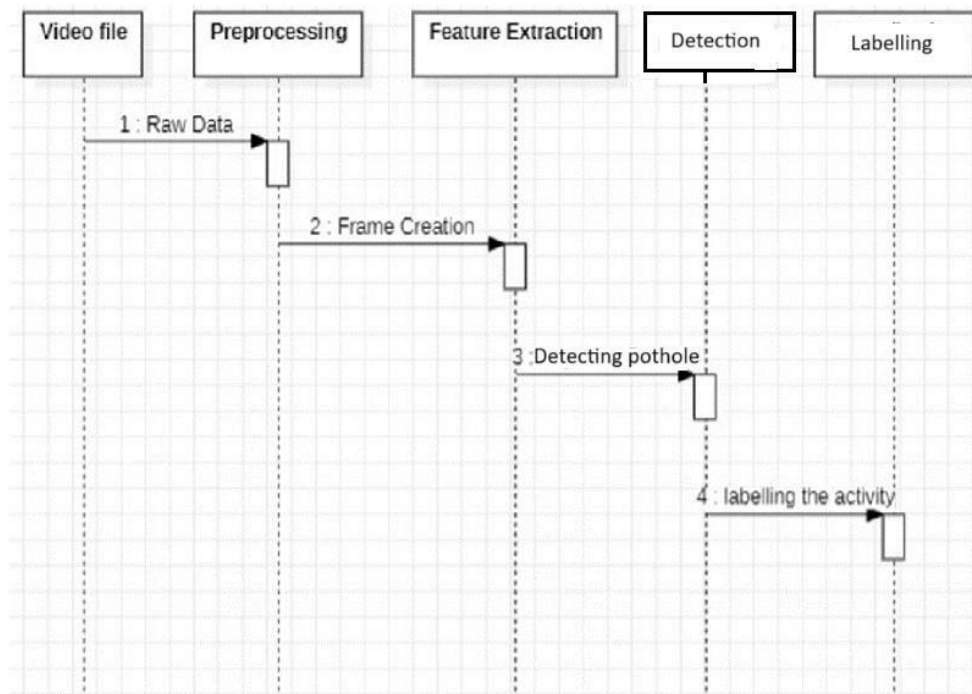 Video file
Preprocessing
Feature Extraction
Detection
Labelling
1 : Raw Data
2 : Frame Creation
3 :Detecting pothole
4 : labelling the activity